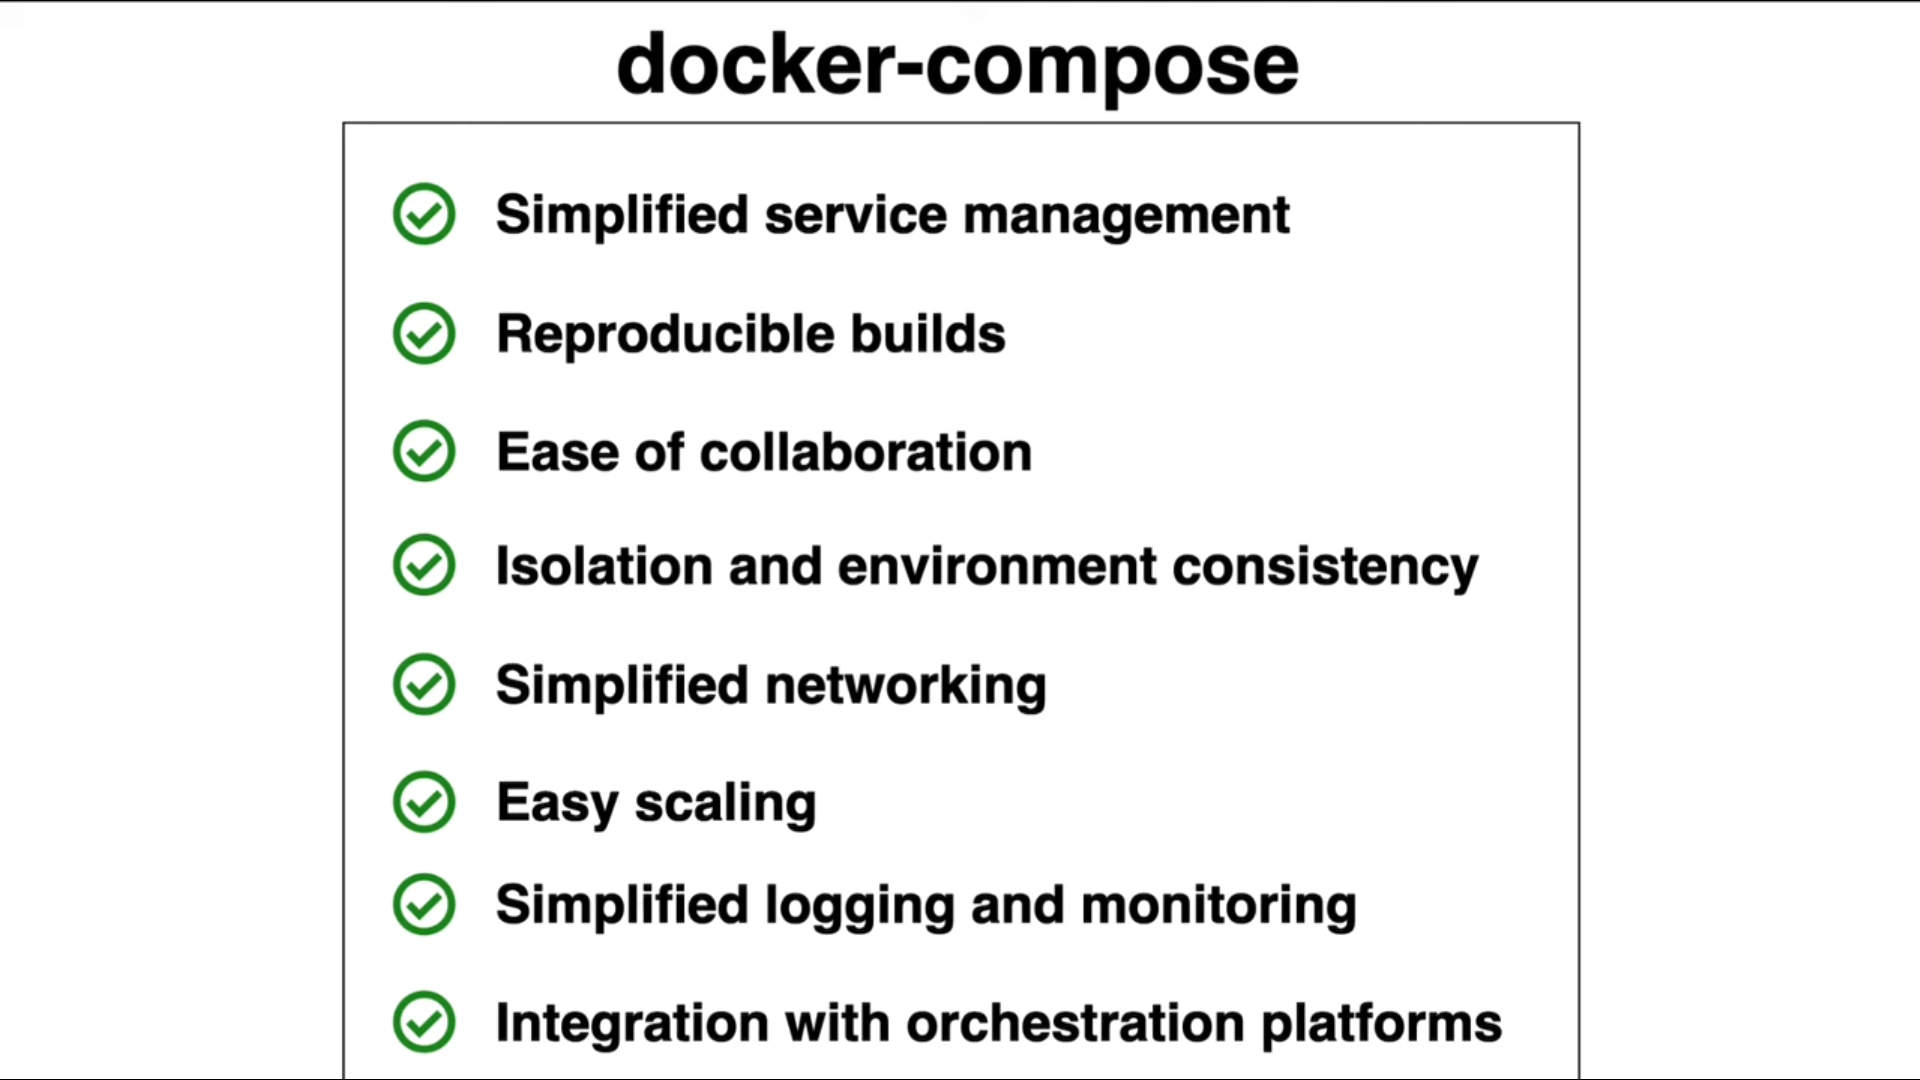 docker-compose
Simplified service management
Reproducible builds
Ease of collaboration
Isolation and environment consistency
Simplified networking
Easy scaling
Simplified logging and monitoring
Integration with orchestration platforms